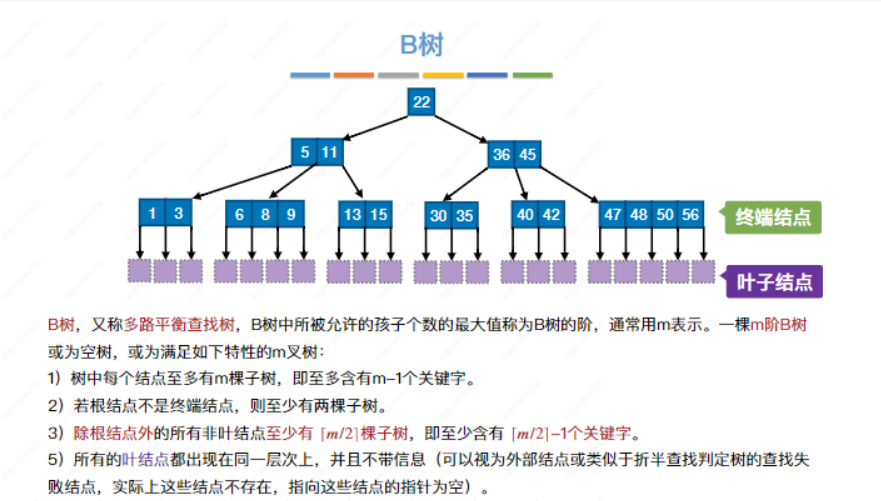 B树
22
5 11
36 45
1 3
6 8 9
13 15
30 35
40 42
47 48 50 56
终端结点
叶子结点
B树，又称多路平衡查找树，B树中所被允许的孩子个数的最大值称为B树的阶，通常用m表示。一棵m阶B树
或为空树，或为满足如下特性的m叉树：
1）树中每个结点至多有m棵子树，即至多含有m-1个关键字。
2）若根结点不是终端结点，则至少有两棵子树。
3）除根结点外的所有非叶结点至少有 ⌈m/2⌉棵子树，即至少含有 ⌈m/2⌉-1个关键字。
5）所有的叶结点都出现在同一层次上，并且不带信息（可以视为外部结点或类似于折半查找判定树的查找失
败结点，实际上这些结点不存在，指向这些结点的指针为空）。